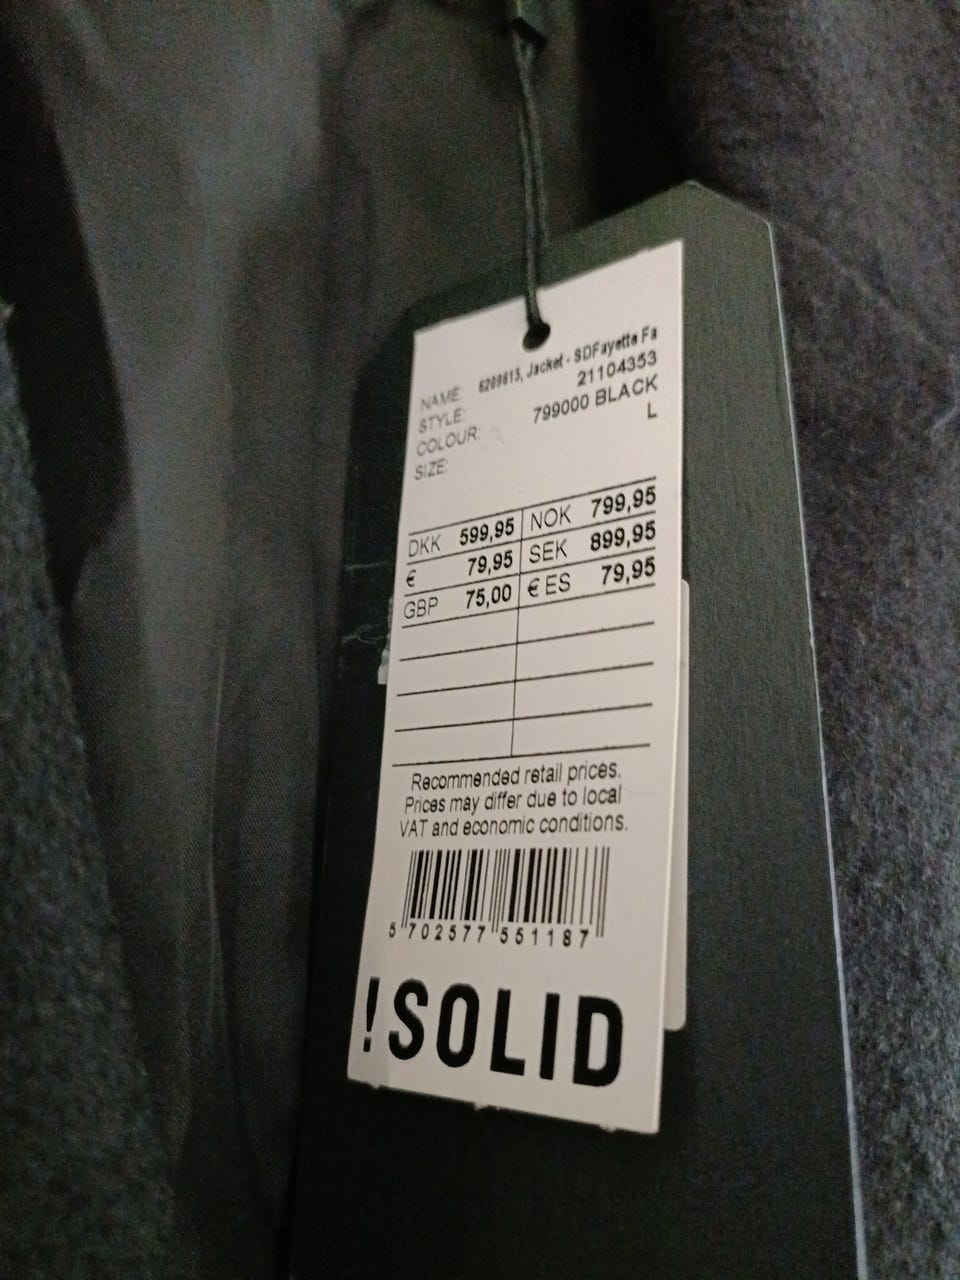 NAME: 6209815, Jacket - SDFayette Fa
STYLE: 21104353
COLOUR: 799000 BLACK
SIZE: L
DKK 599,95 NOK 799,95
€ 79,95 SEK 899,95
GBP 75,00 € ES 79,95
Recommended retail prices.
Prices may differ due to local
VAT and economic conditions.
5 702577 551187
!SOLID